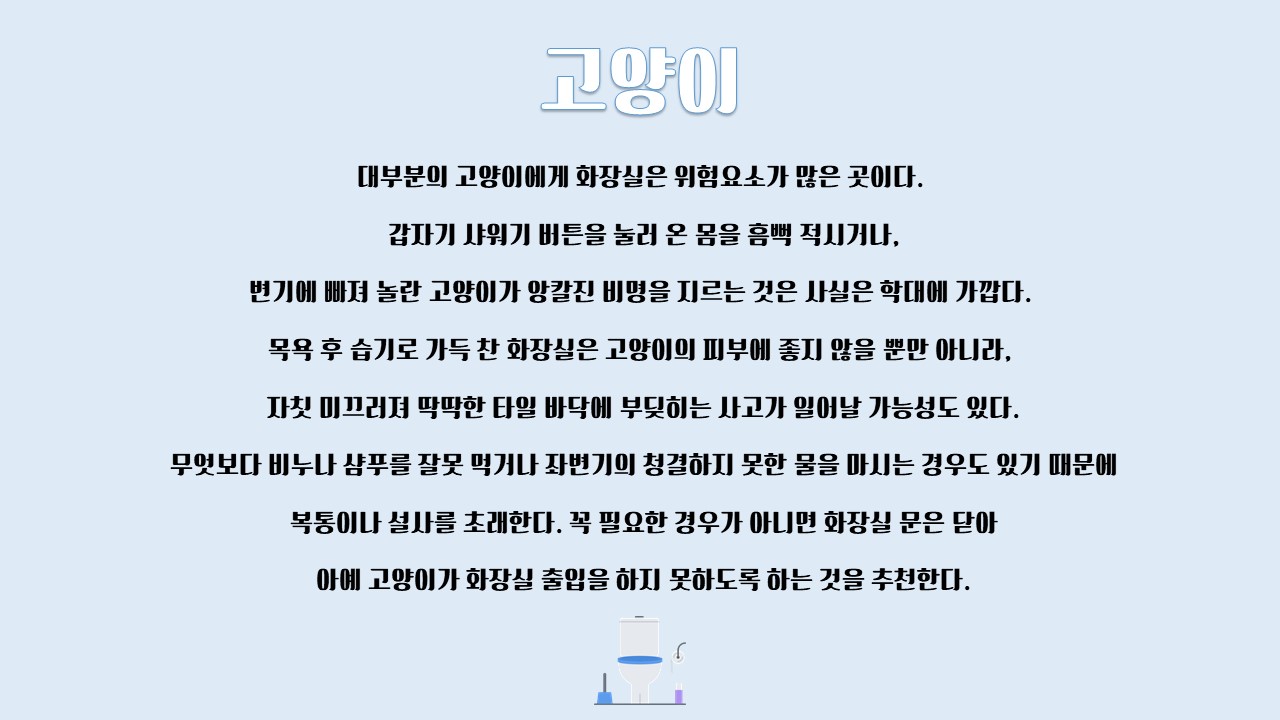 고양이
대부분의 고양이에게 화장실은 위험요소가 많은 곳이다.
갑자기 샤워기 버튼을 눌러 온 몸을 흠뻑 적시거나,
변기에 빠져 놀란 고양이가 앙칼진 비명을 지르는 것은 사실은 학대에 가깝다.
목욕 후 습기로 가득 찬 화장실은 고양이의 피부에 좋지 않을 뿐만 아니라,
자칫 미끄러져 딱딱한 타일 바닥에 부딪히는 사고가 일어날 가능성도 있다.
무엇보다 비누나 샴푸를 잘못 먹거나 좌변기의 청결하지 못한 물을 마시는 경우도 있기 때문에
복통이나 설사를 초래한다. 꼭 필요한 경우가 아니면 화장실 문은 닫아
아예 고양이가 화장실 출입을 하지 못하도록 하는 것을 추천한다.